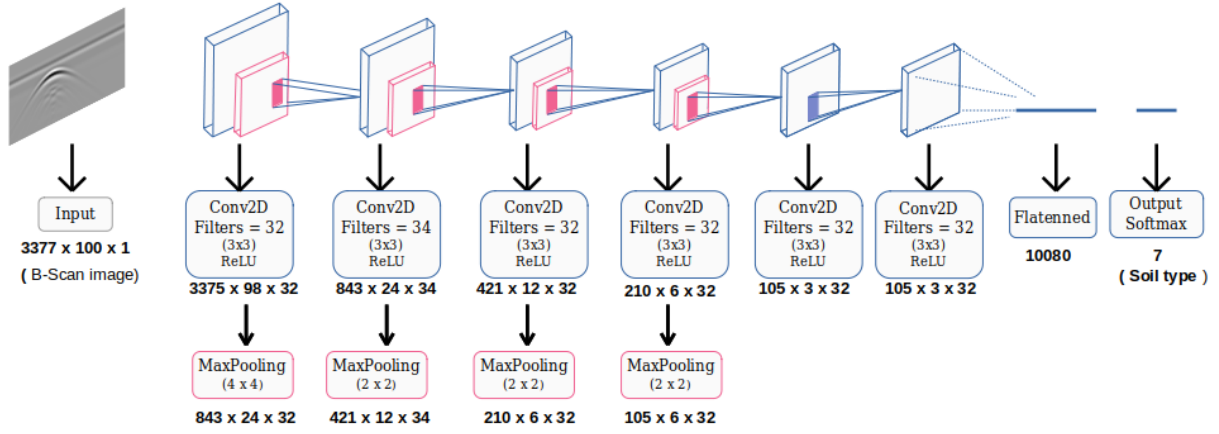 Input
3377 x 100 x 1
( B-Scan image)
Conv2D
Filters = 32
(3x3)
ReLU
3375 x 98 x 32
MaxPooling
(4 x 4)
843 x 24 x 32
Conv2D
Filters = 34
(3x3)
ReLU
843 x 24 x 34
MaxPooling
(2 x 2)
421 x 12 x 34
Conv2D
Filters = 32
(3x3)
ReLU
421 x 12 x 32
MaxPooling
(2 x 2)
210 x 6 x 32
Conv2D
Filters = 32
(3x3)
ReLU
210 x 6 x 32
MaxPooling
(2 x 2)
105 x 6 x 32
Conv2D
Filters = 32
(3x3)
ReLU
105 x 3 x 32
Conv2D
Filters = 32
(3x3)
ReLU
105 x 3 x 32
Flatenned
10080
Output
Softmax
7
( Soil type )